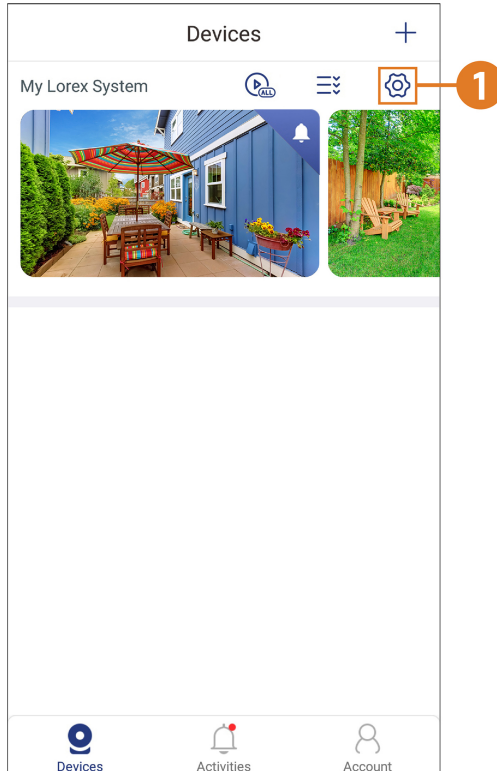 Devices
My Lorex System
ALL
1
Devices
Activities
Account